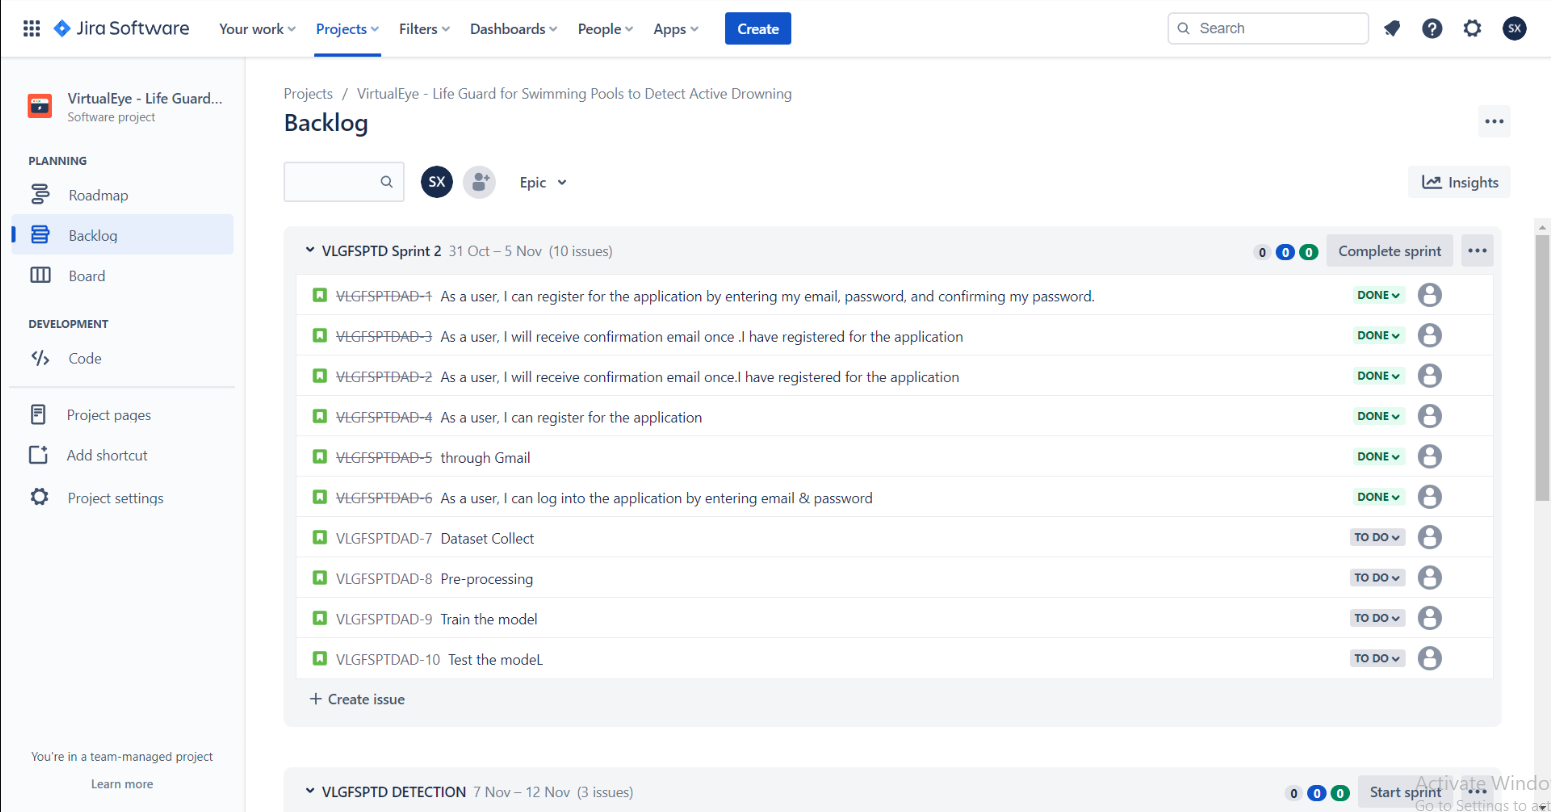 Jira Software Your work Projects Filters Dashboards People Apps Create Search SX
VirtualEye - Life Guard...
Software project
PLANNING
Roadmap
Backlog
Board
DEVELOPMENT
Code
Project pages
Add shortcut
Project settings
You're in a team-managed project
Learn more
Projects / VirtualEye - Life Guard for Swimming Pools to Detect Active Drowning
Backlog
SX Epic Insights
VLGFSPTD Sprint 2 31 Oct – 5 Nov (10 issues) 0 0 0 Complete sprint
VLGFSPTDAD-1 As a user, I can register for the application by entering my email, password, and confirming my password. DONE
VLGFSPTDAD-3 As a user, I will receive confirmation email once .I have registered for the application DONE
VLGFSPTDAD-2 As a user, I will receive confirmation email once.I have registered for the application DONE
VLGFSPTDAD-4 As a user, I can register for the application DONE
VLGFSPTDAD-5 through Gmail DONE
VLGFSPTDAD-6 As a user, I can log into the application by entering email & password DONE
VLGFSPTDAD-7 Dataset Collect TO DO
VLGFSPTDAD-8 Pre-processing TO DO
VLGFSPTDAD-9 Train the model TO DO
VLGFSPTDAD-10 Test the modeL TO DO
+ Create issue
VLGFSPTD DETECTION 7 Nov – 12 Nov (3 issues) 0 0 0 Start sprint
Activate Windo
Go to Settings to